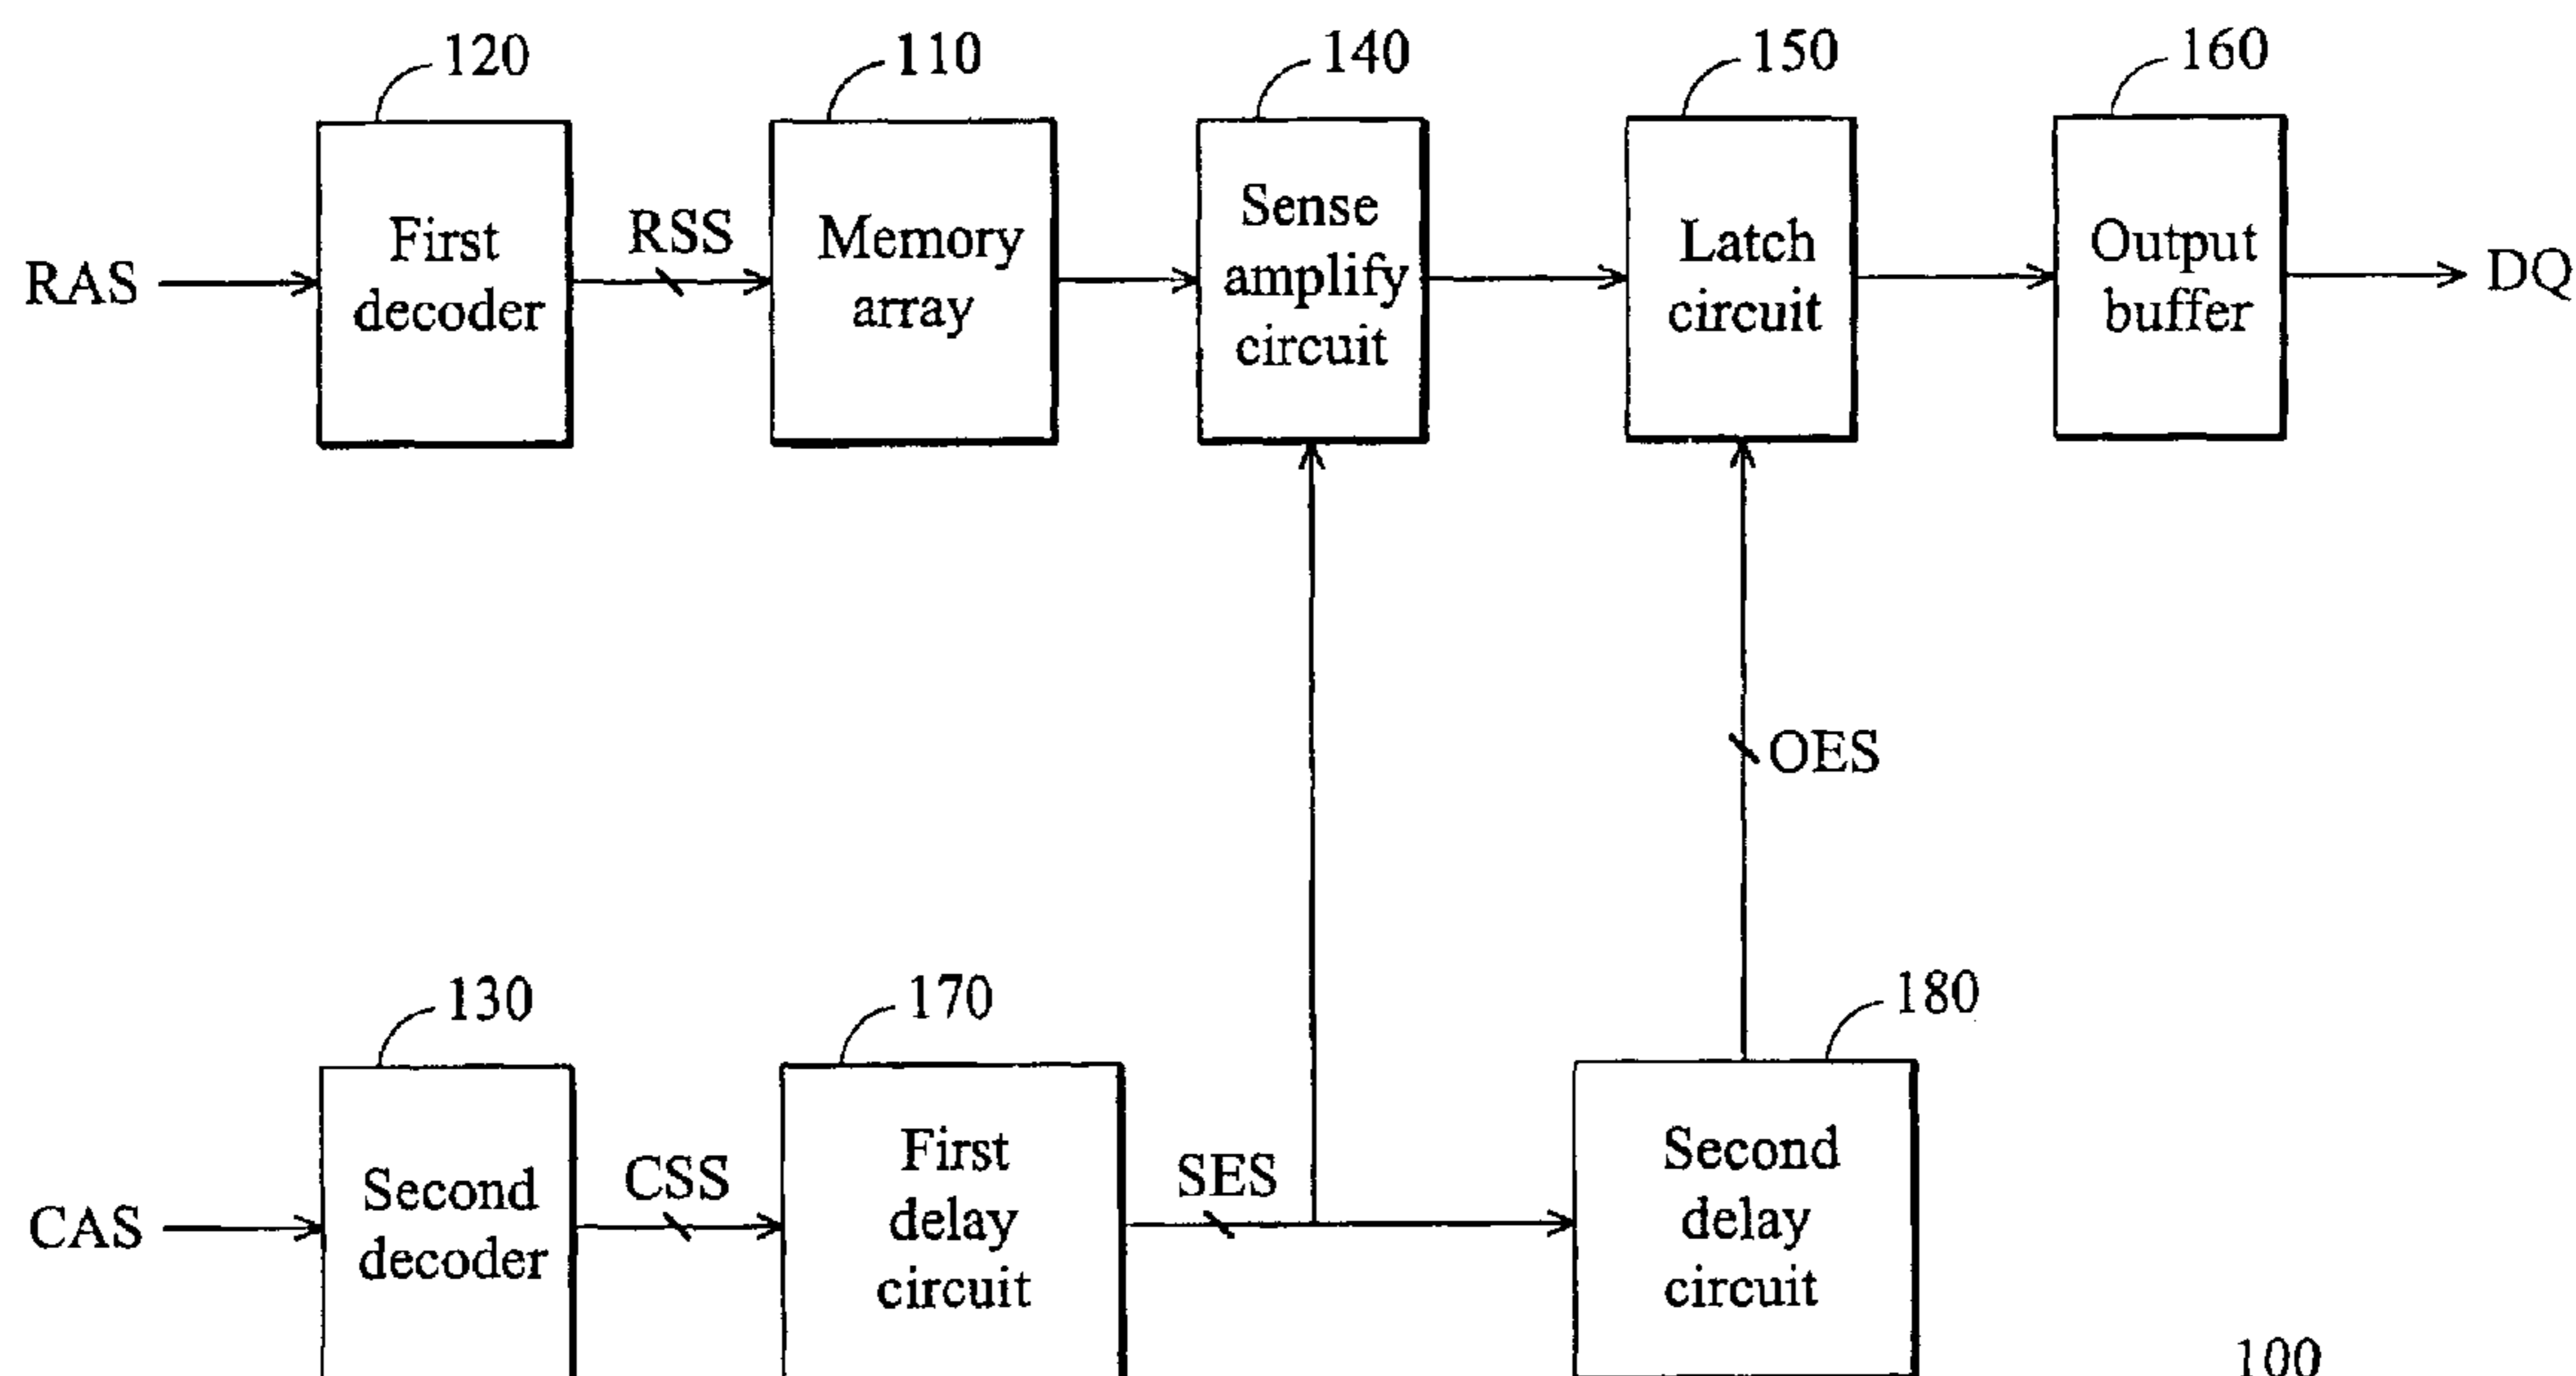 120
110
140
150
160
RAS
First
decoder
RSS
Memory
array
Sense
amplify
circuit
Latch
circuit
Output
buffer
DQ
OES
130
170
180
CAS
Second
decoder
CSS
First
delay
circuit
SES
Second
delay
circuit
100